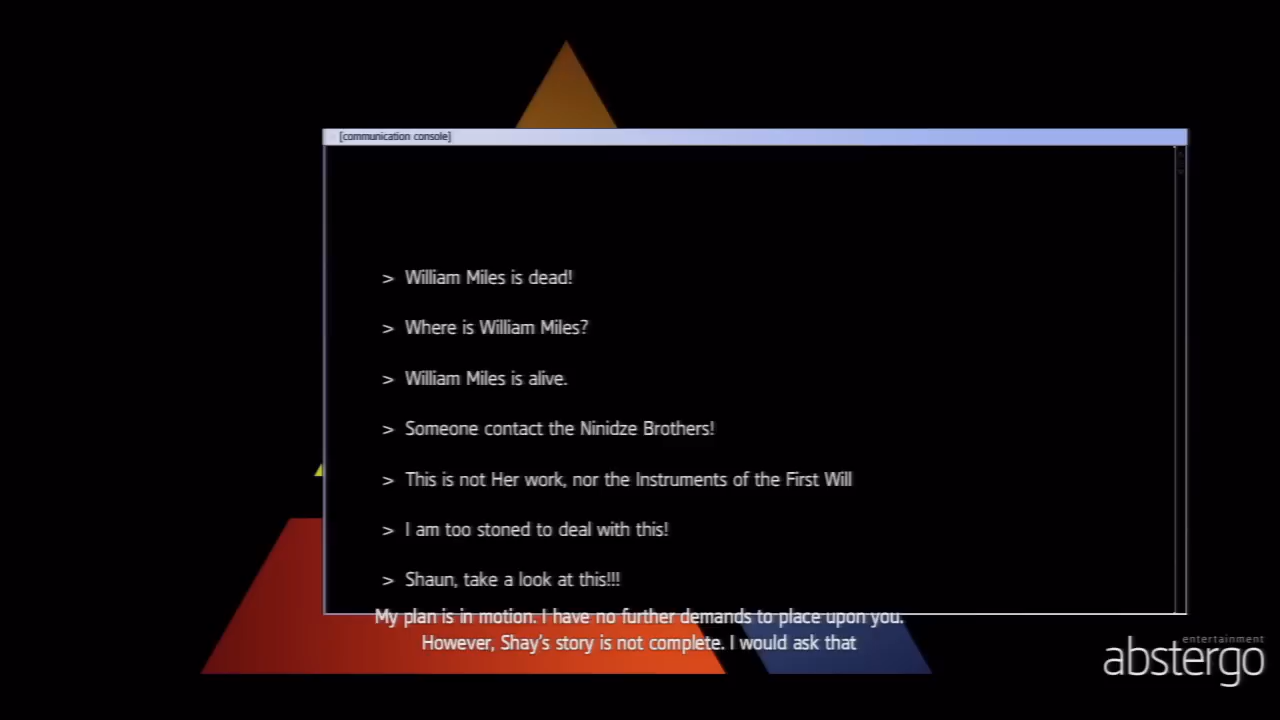 [communication console]
> William Miles is dead!
> Where is William Miles?
> William Miles is alive.
> Someone contact the Ninidze Brothers!
> This is not Her work, nor the Instruments of the First Will
> I am too stoned to deal with this!
> Shaun, take a look at this!!!
My plan is in motion. I have no further demands to place upon you.
However, Shay's story is not complete. I would ask that
entertainment
abstergo